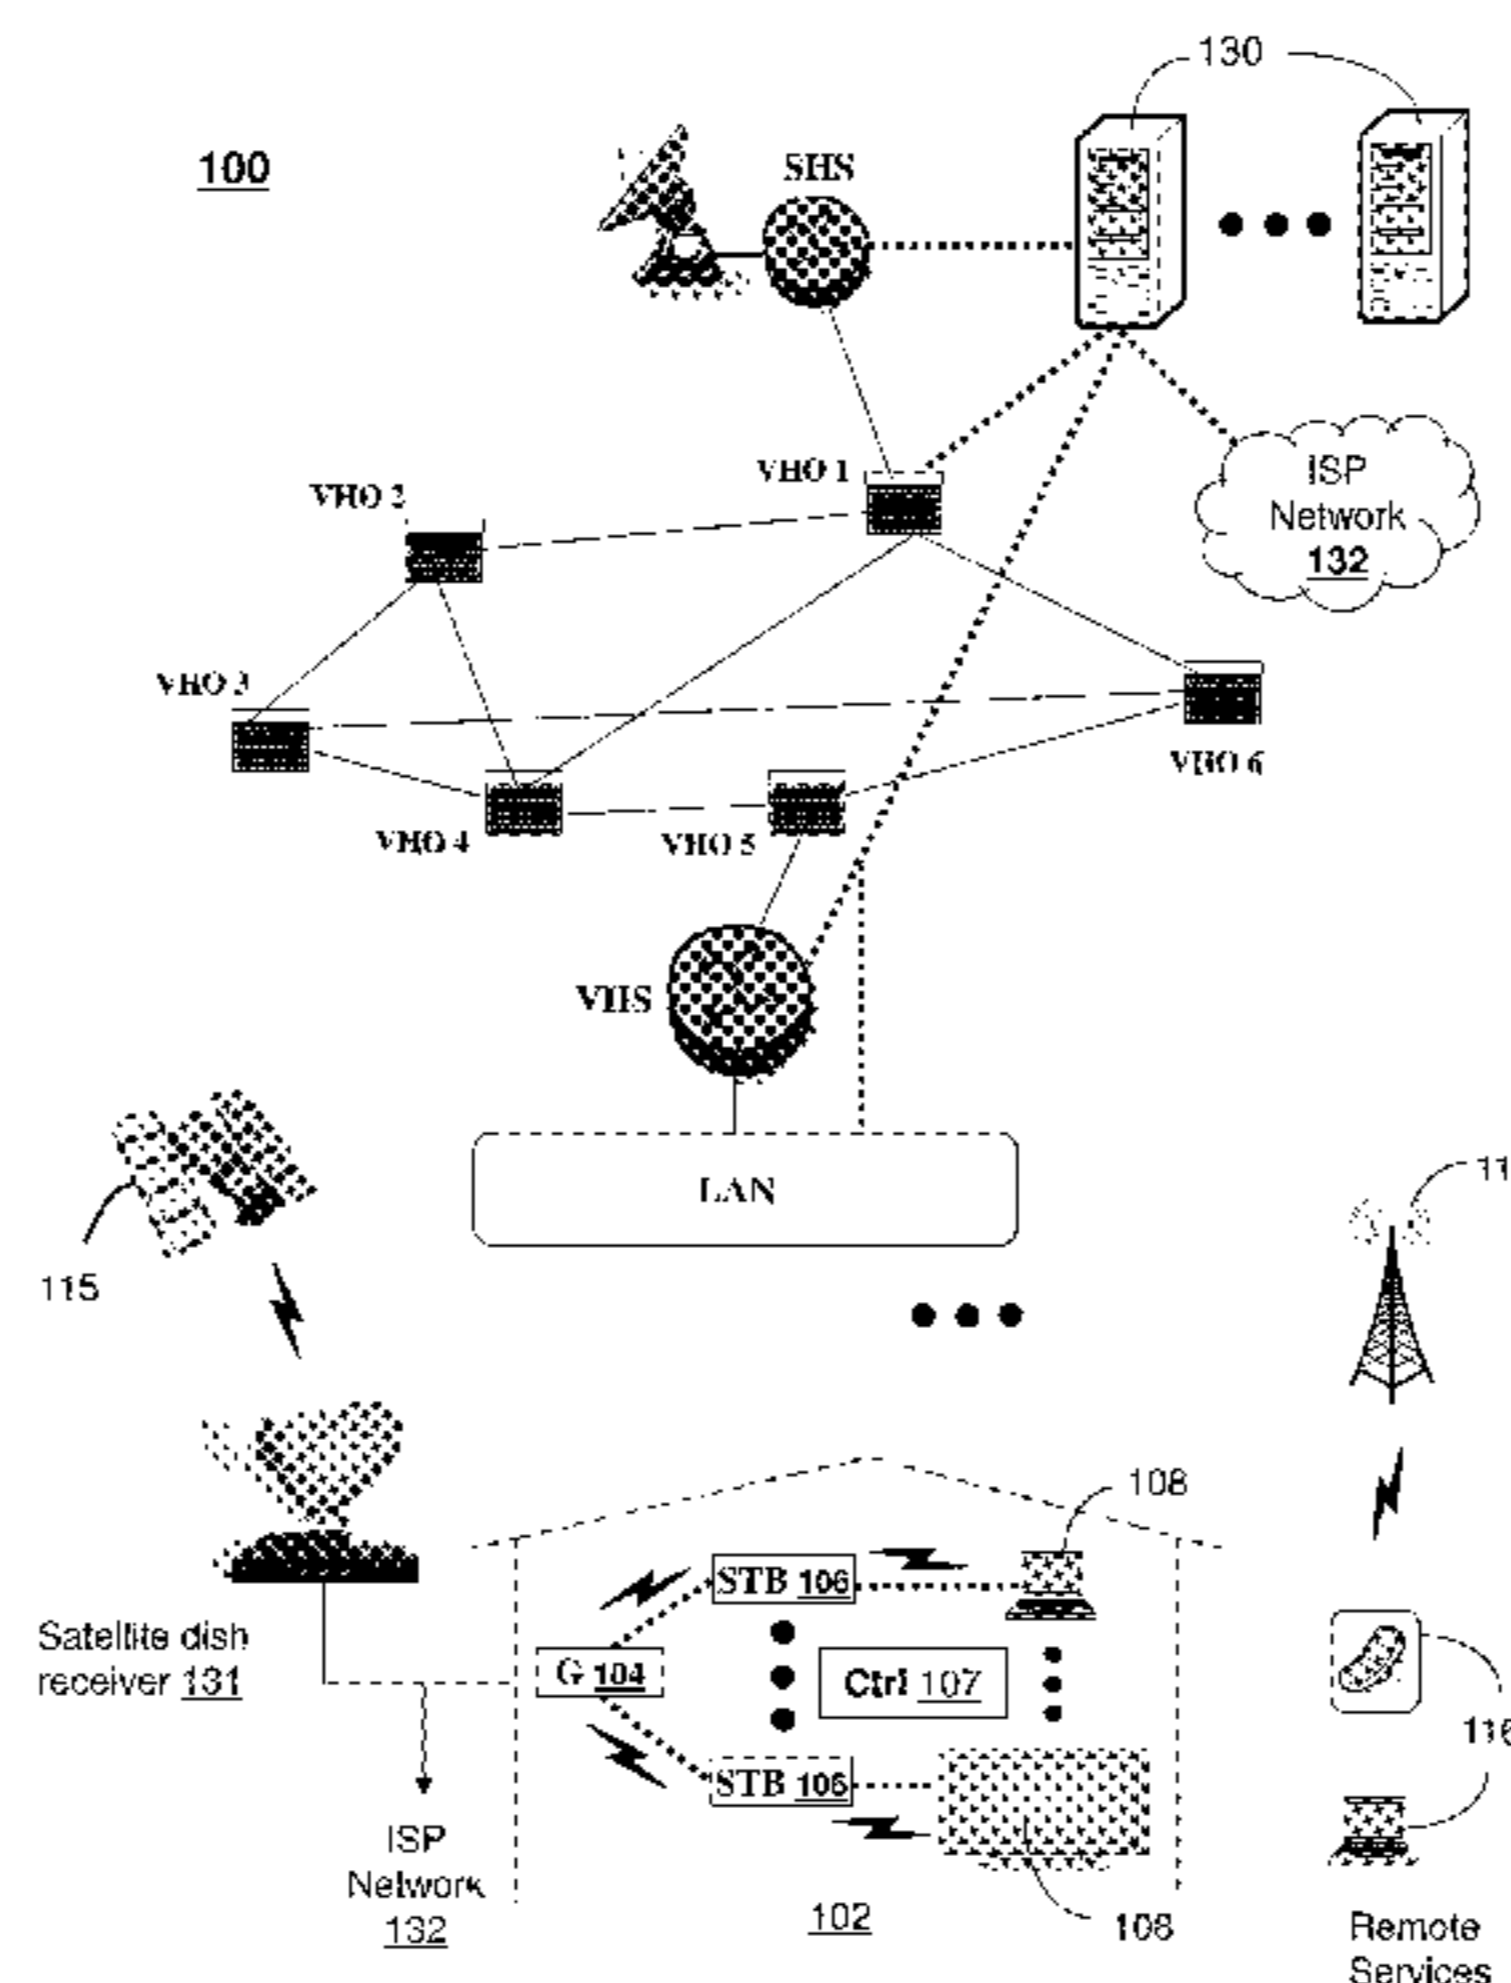 130
100
SHS
VHO 1
ISP
Network
132
VHO 2
VHO 3
VHO 6
VHO 4
VHO 5
VHS
LAN
11
115
108
STB 106
Satellite dish
receiver 131
G 104
Ctrl 107
116
STB 106
ISP
Network
132
102
108
Remote
Services